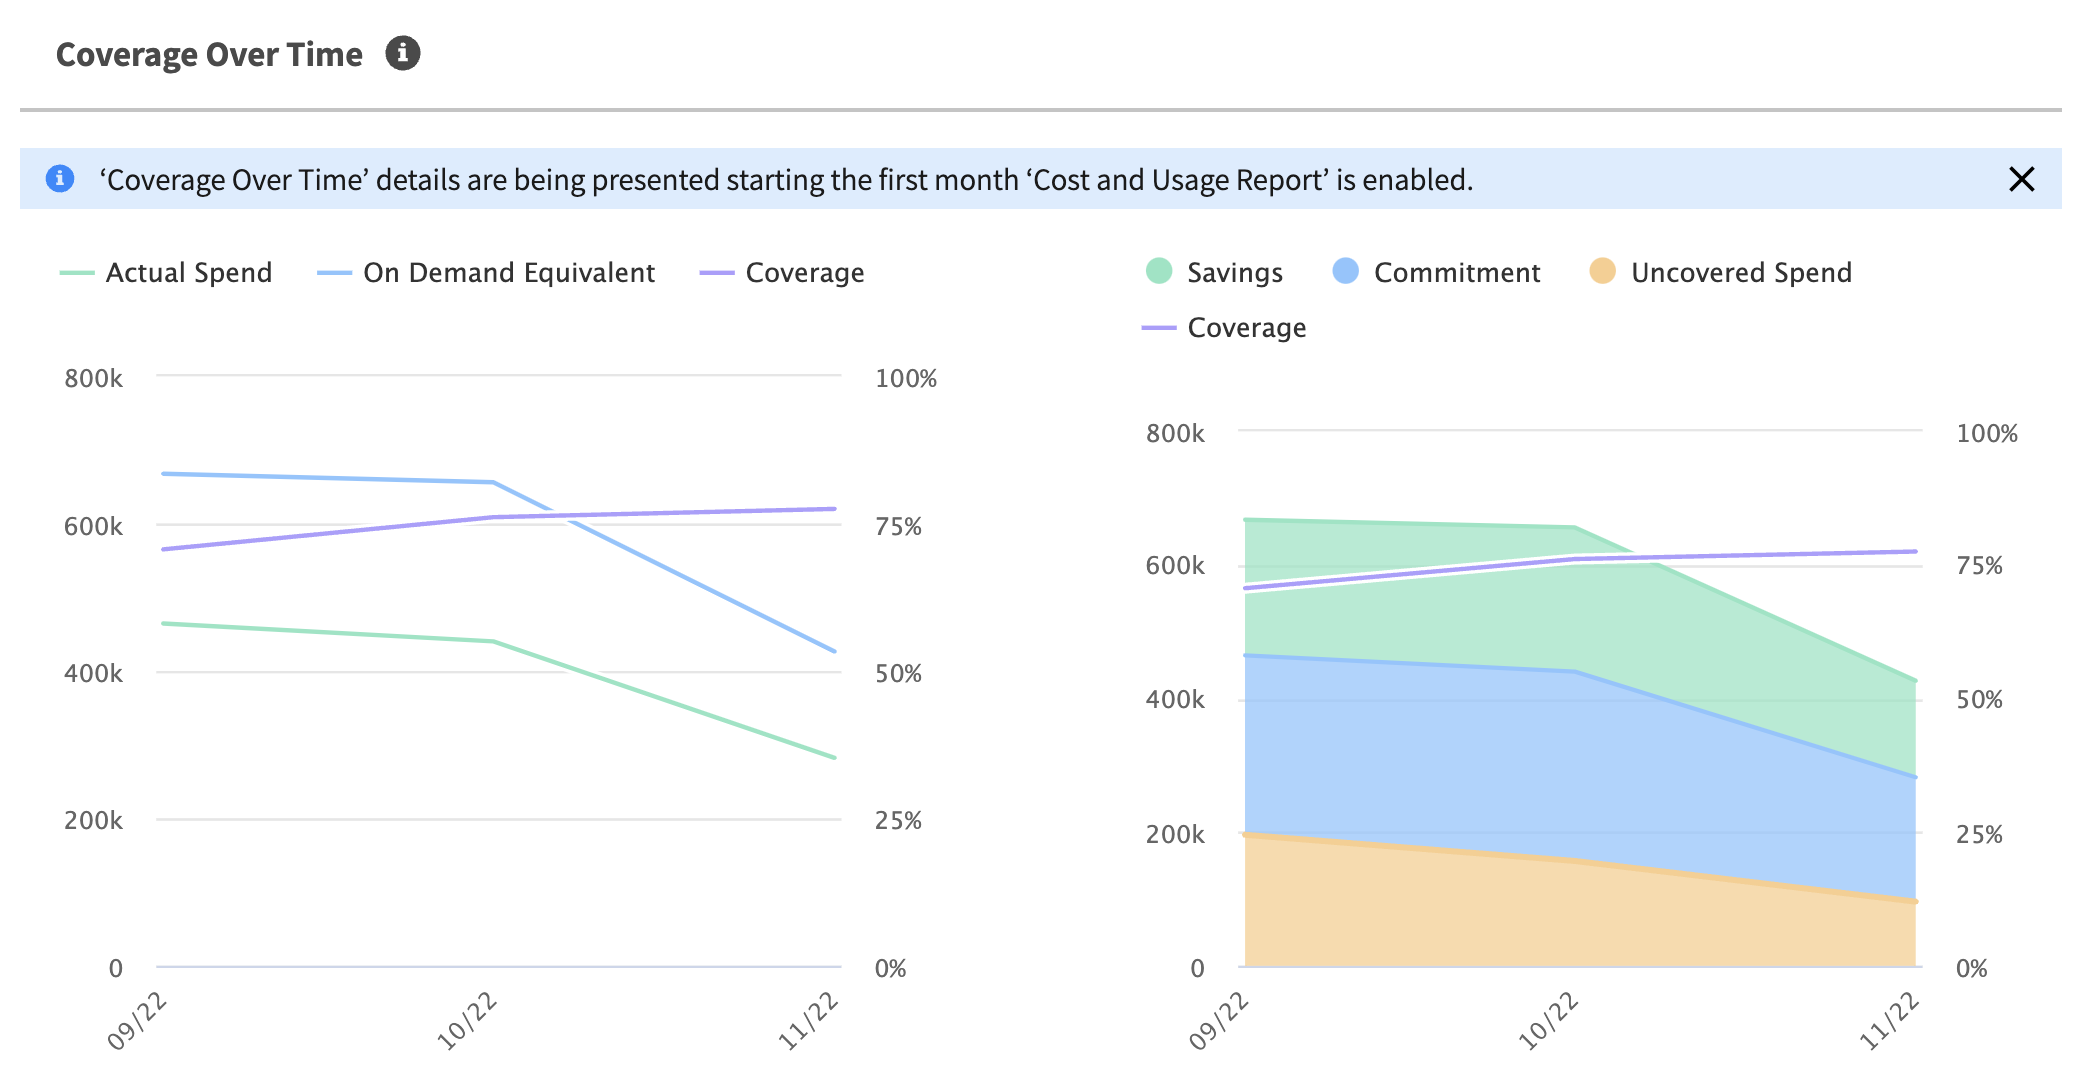 Coverage Over Time
‘Coverage Over Time’ details are being presented starting the first month ‘Cost and Usage Report’ is enabled.
Actual Spend
On Demand Equivalent
Coverage
800k
100%
600k
75%
400k
50%
200k
25%
0
0%
09/22
10/22
11/22
Savings
Commitment
Uncovered Spend
Coverage
800k
100%
600k
75%
400k
50%
200k
25%
0
0%
09/22
10/22
11/22